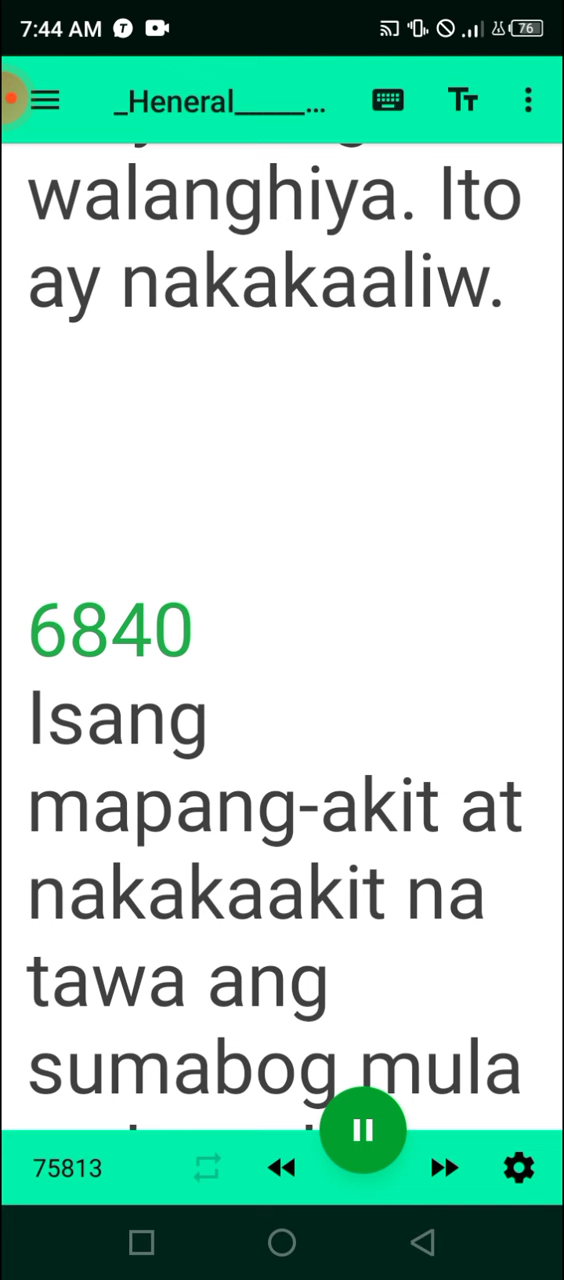 7:44 AM
76
_Heneral_____...
walanghiya. Ito
ay nakakaaliw.
6840
Isang
mapang-akit at
nakakaakit na
tawa ang
sumabog mula
75813